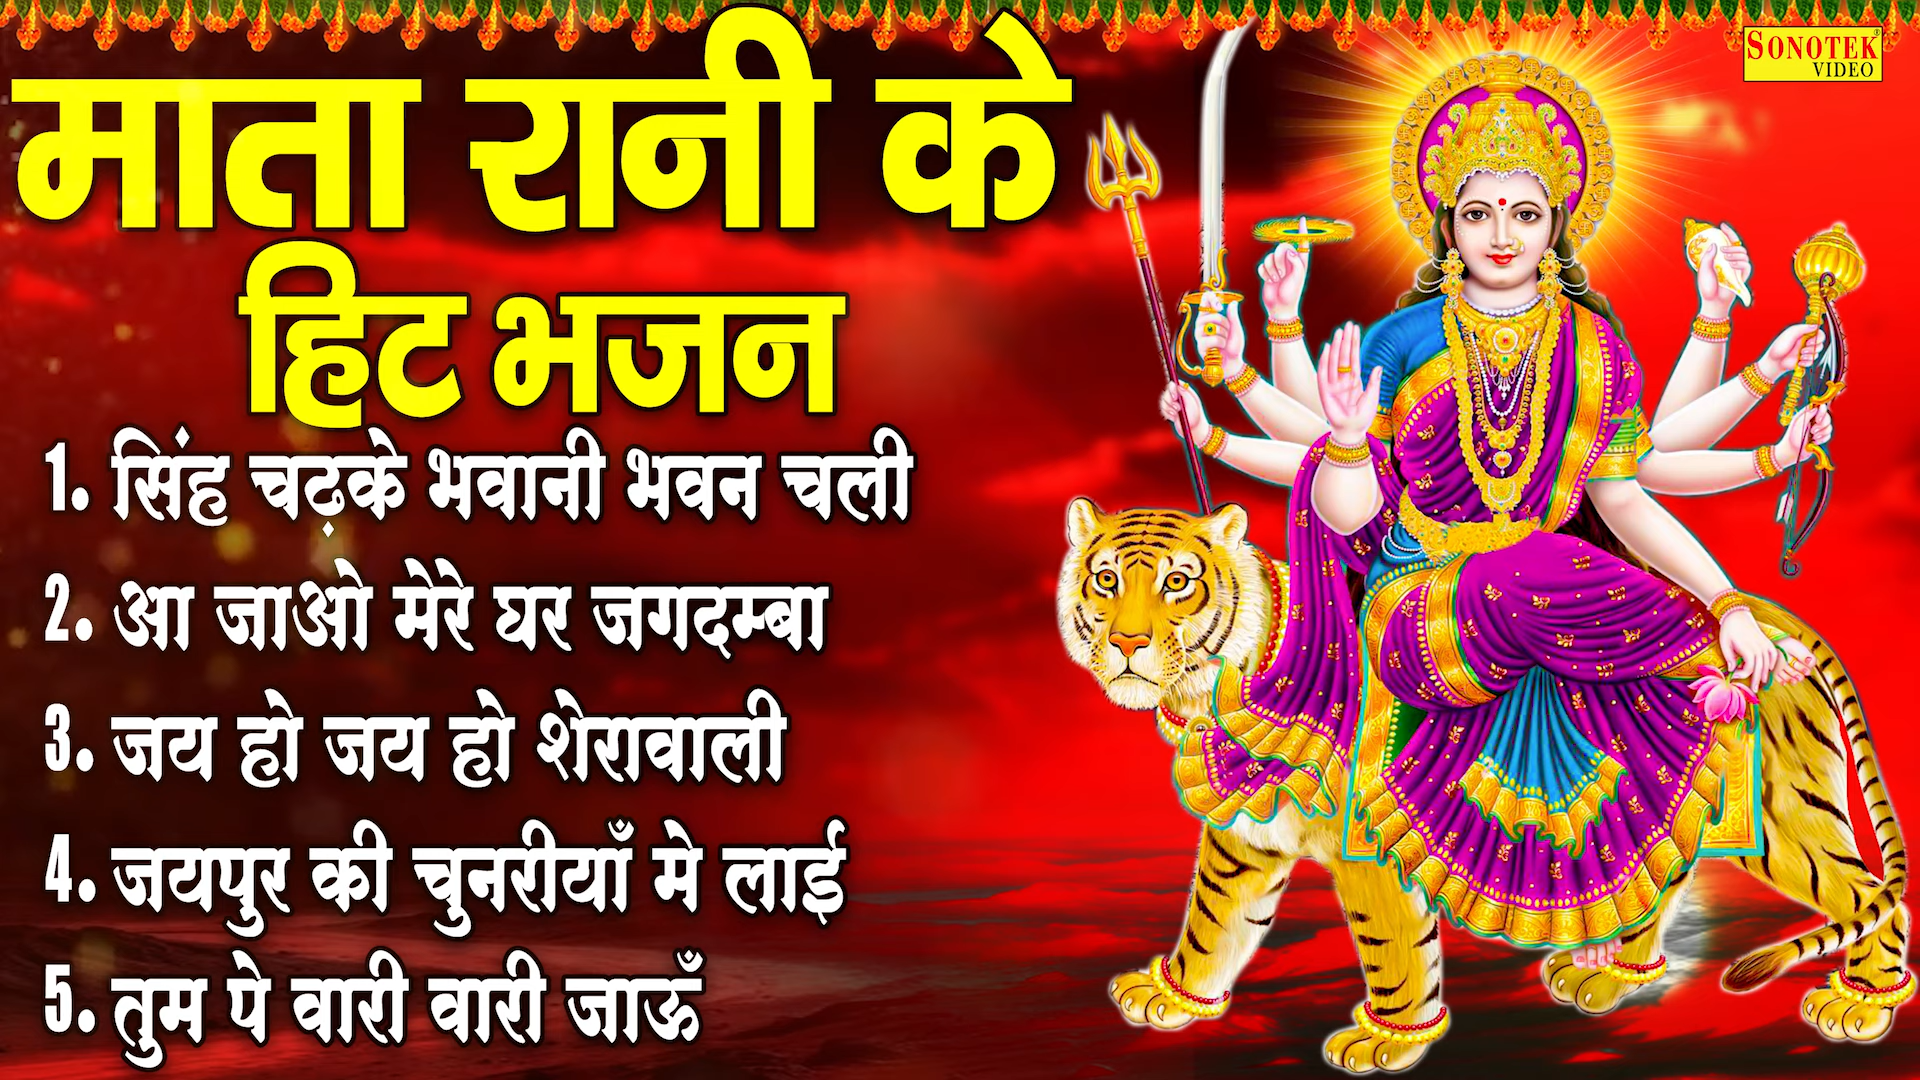 माता रानी के
हिट भजन
1. सिंह चढ़के भवानी भवन चली
2. आ जाओ मेरे घर जगदम्बा
3. जय हो जय हो शेरावाली
4. जयपुर की चुनरीयाँ मे लाई
5. तुम पे वारी वारी जाऊँ
SONOTEK®
VIDEO